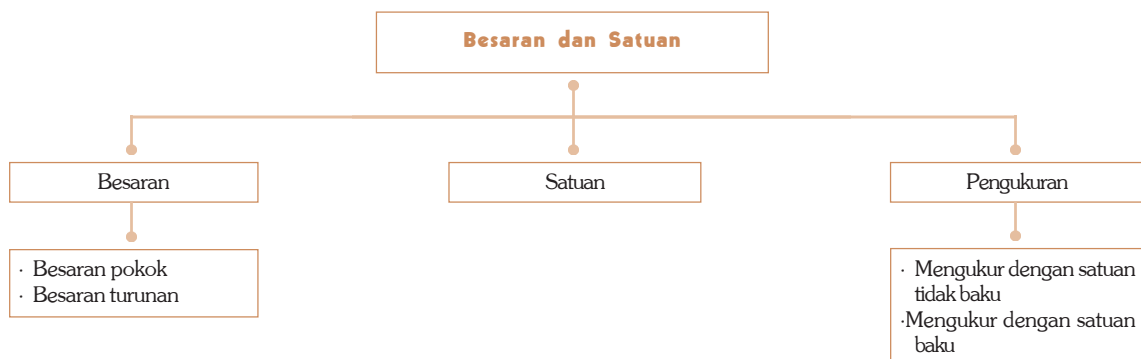 Besaran dan Satuan
Besaran
Satuan
Pengukuran
· Besaran pokok
· Besaran turunan
· Mengukur dengan satuan
tidak baku
·Mengukur dengan satuan
baku